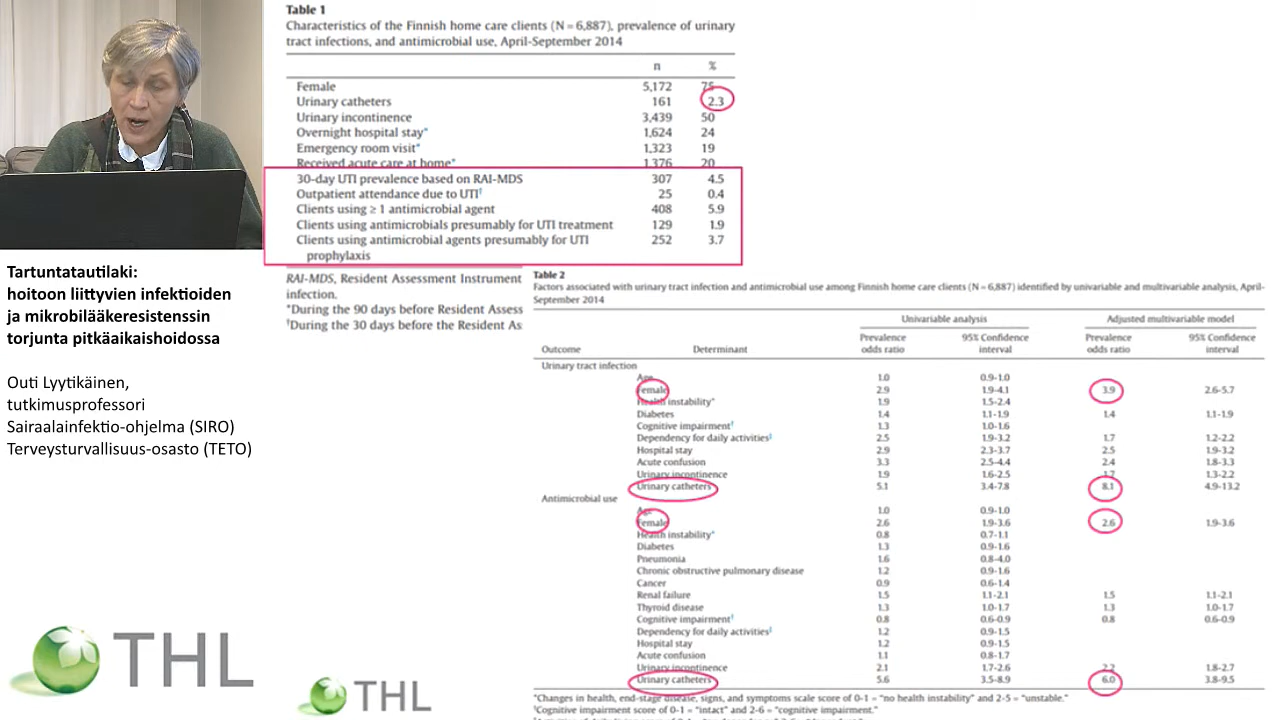 Table 1
Characteristics of the Finnish home care clients (N = 6,887), prevalence of urinary
tract infections, and antimicrobial use, April-September 2014
n %
Female 5,172 75
Urinary catheters 161 2.3
Urinary incontinence 3,439 50
Overnight hospital stay* 1,624 24
Emergency room visit* 1,323 19
Received acute care at home* 1,376 20
30-day UTI prevalence based on RAI-MDS 307 4.5
Outpatient attendance due to UTI† 25 0.4
Clients using ≥ 1 antimicrobial agent 408 5.9
Clients using antimicrobials presumably for UTI treatment 129 1.9
Clients using antimicrobial agents presumably for UTI 252 3.7
prophylaxis
RAI-MDS, Resident Assessment Instrument
infection.
*During the 90 days before Resident Assess
†During the 30 days before the Resident As
Tartuntatautilaki:
hoitoon liittyvien infektioiden
ja mikrobilääkeresistenssin
torjunta pitkäaikaishoidossa
Outi Lyytikäinen,
tutkimusprofessori
Sairaalainfektio-ohjelma (SIRO)
Terveysturvallisuus-osasto (TETO)
THL
THL
Table 2
Factors associated with urinary tract infection and antimicrobial use among Finnish home care clients (N = 6,887) identified by univariable and multivariable analysis, April-
September 2014
Univariable analysis Adjusted multivariable model
Prevalence 95% Confidence Prevalence 95% Confidence
Outcome Determinant odds ratio interval odds ratio interval
Urinary tract infection
Age 1.0 0.9-1.0
Female 2.9 1.9-4.1 3.9 2.6-5.7
Health instability* 1.9 1.5-2.4
Diabetes 1.4 1.1-1.9 1.4 1.1-1.9
Cognitive impairment† 1.3 1.0-1.6
Dependency for daily activities‡ 2.5 1.9-3.2 1.7 1.2-2.2
Hospital stay 2.9 2.3-3.7 2.5 1.9-3.2
Acute confusion 3.3 2.5-4.4 2.4 1.8-3.3
Urinary incontinence 1.9 1.6-2.5 1.7 1.3-2.2
Urinary catheters 5.1 3.4-7.8 8.1 4.9-13.2
Antimicrobial use
Age 1.0 0.9-1.0
Female 2.6 1.9-3.6 2.6 1.9-3.6
Health instability* 0.8 0.7-1.1
Diabetes 1.3 0.9-1.6
Pneumonia 1.6 0.8-4.0
Chronic obstructive pulmonary disease 1.2 0.9-1.6
Cancer 0.9 0.6-1.4
Renal failure 1.5 1.1-2.1 1.5 1.1-2.1
Thyroid disease 1.3 1.0-1.7 1.3 1.0-1.7
Cognitive impairment† 0.8 0.6-0.9 0.8 0.6-0.9
Dependency for daily activities‡ 1.2 0.9-1.5
Hospital stay 1.2 0.9-1.5
Acute confusion 1.1 0.8-1.7
Urinary incontinence 2.1 1.7-2.6 2.2 1.8-2.7
Urinary catheters 5.6 3.5-8.9 6.0 3.8-9.5
*Changes in health, end-stage disease, signs, and symptoms scale score of 0-1 = "no health instability" and 2-5 = "unstable."
†Cognitive impairment score of 0-1 = "intact" and 2-6 = "cognitive impairment."